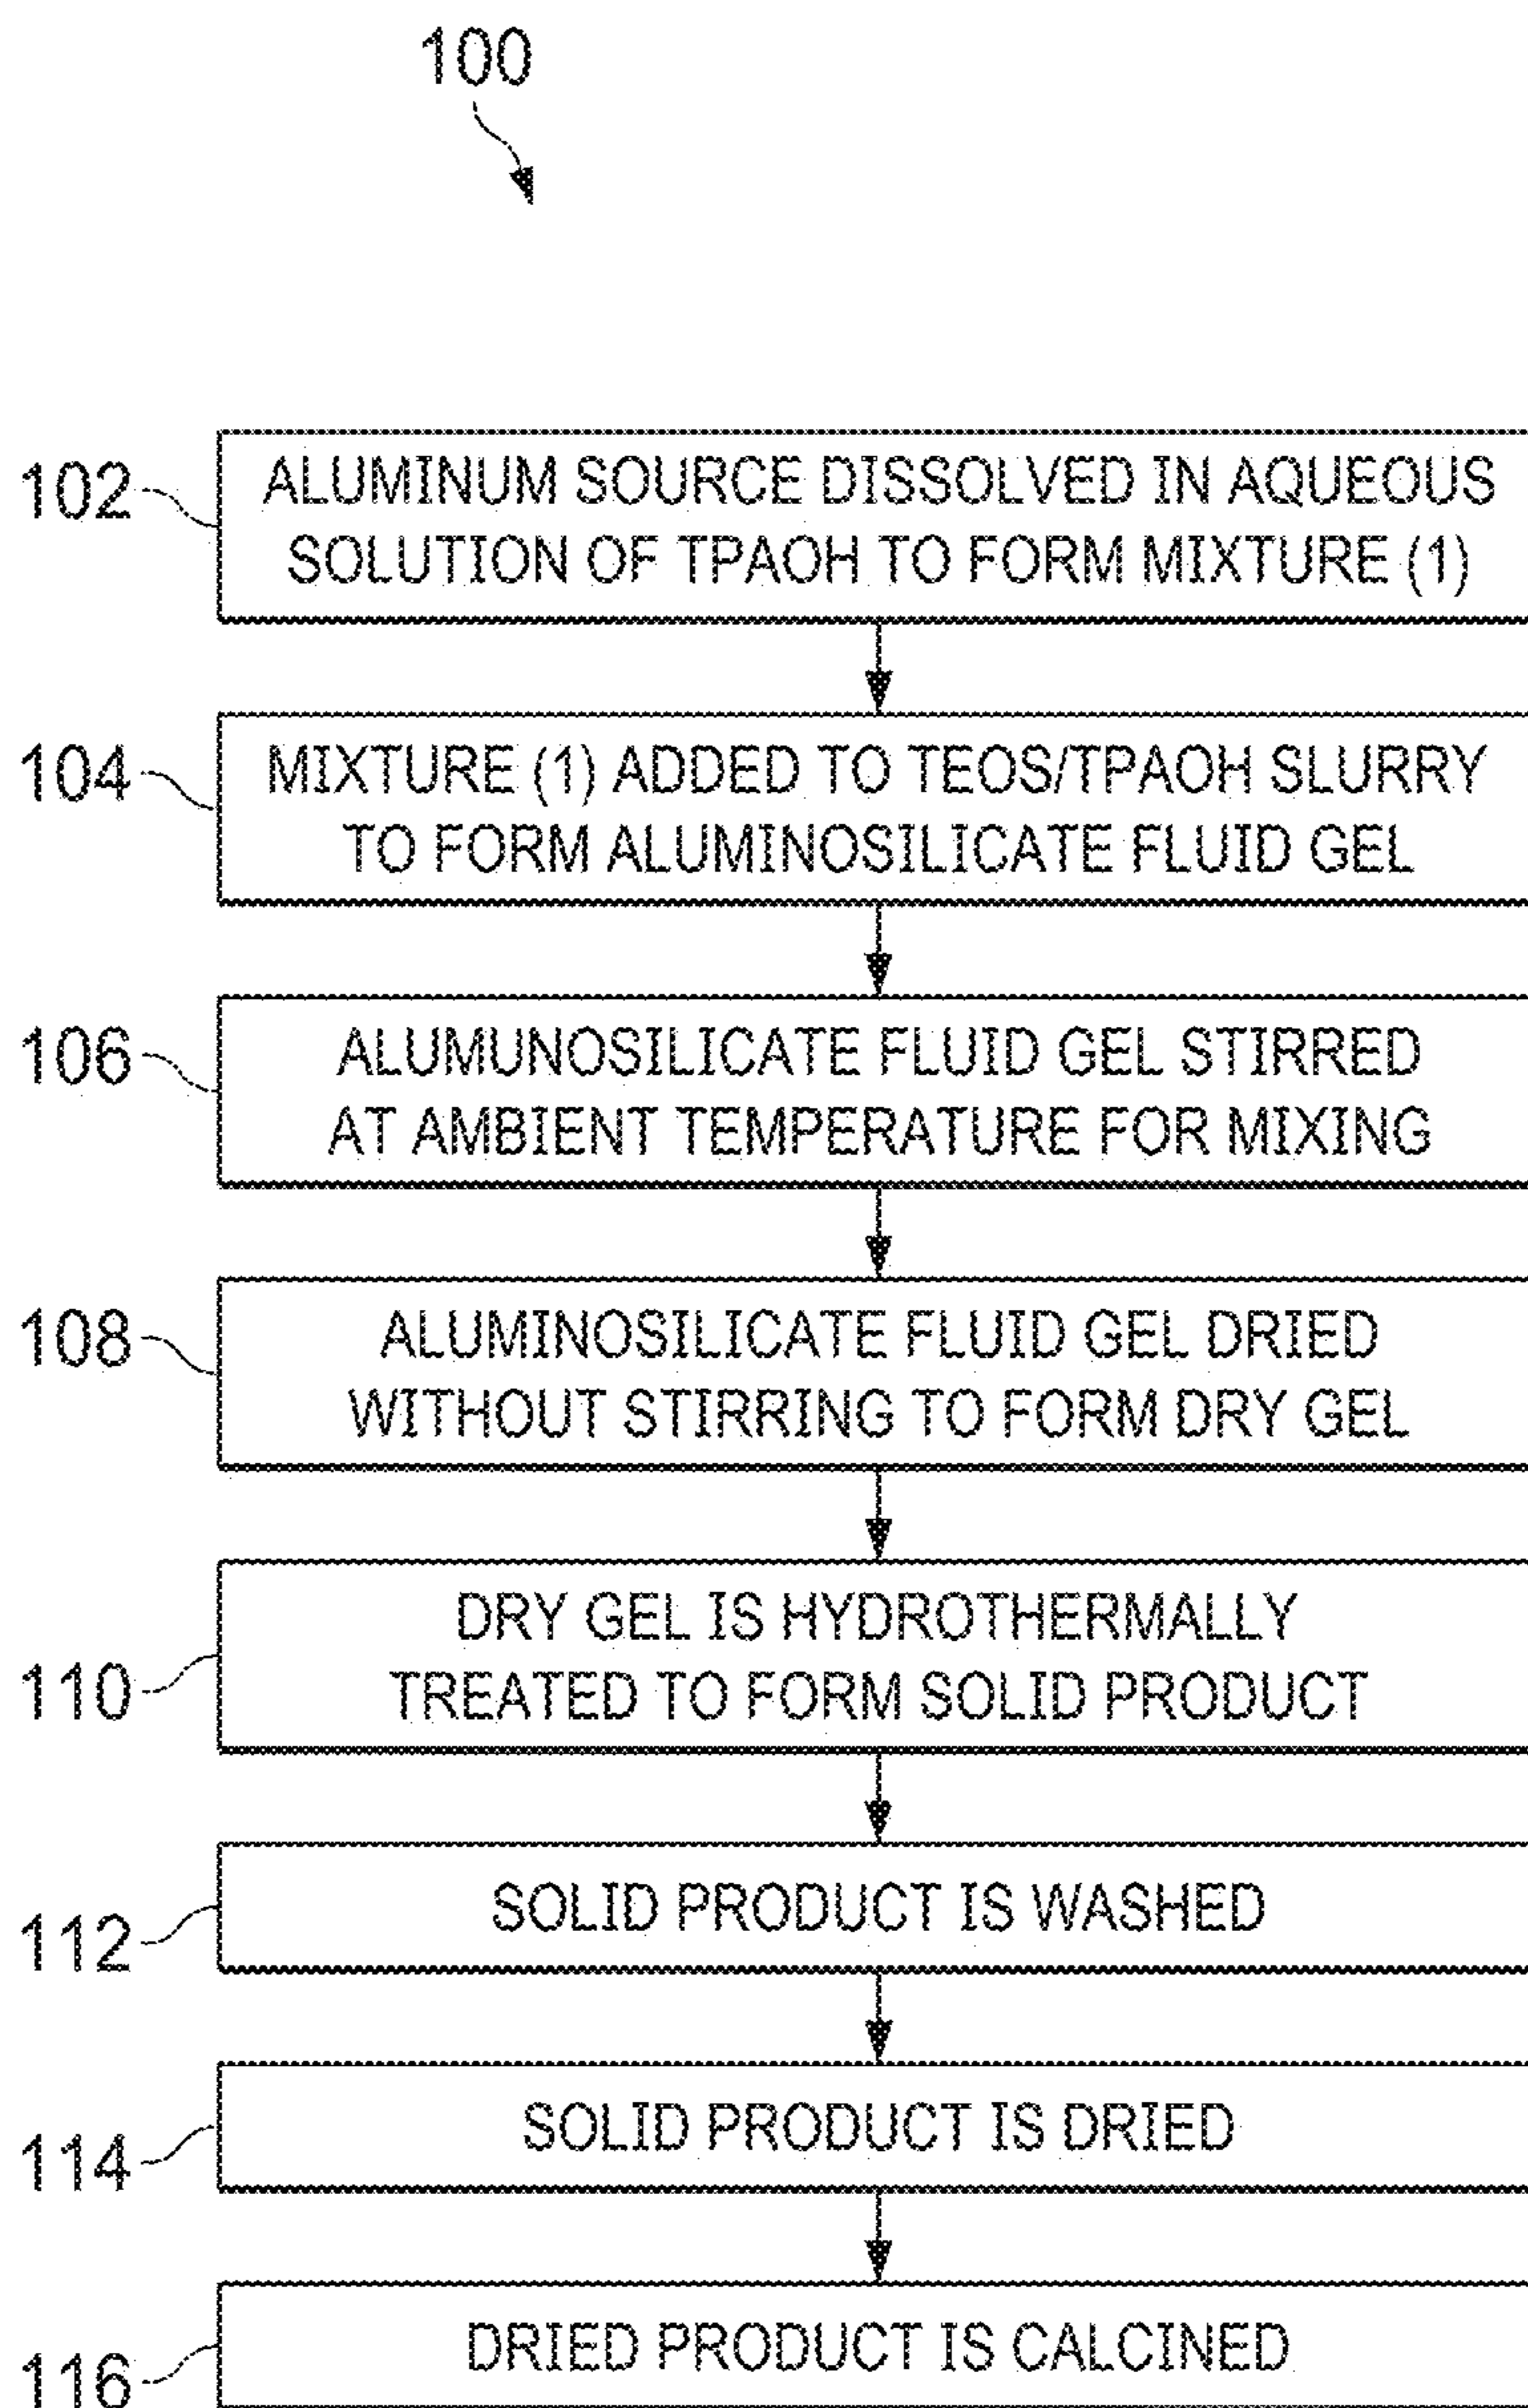 100
102
ALUMINUM SOURCE DISSOLVED IN AQUEOUS
SOLUTION OF TPAOH TO FORM MIXTURE (1)
104
MIXTURE (1) ADDED TO TEOS/TPAOH SLURRY
TO FORM ALUMINOSILICATE FLUID GEL
106
ALUMUNOSILICATE FLUID GEL STIRRED
AT AMBIENT TEMPERATURE FOR MIXING
108
ALUMINOSILICATE FLUID GEL DRIED
WITHOUT STIRRING TO FORM DRY GEL
110
DRY GEL IS HYDROTHERMALLY
TREATED TO FORM SOLID PRODUCT
112
SOLID PRODUCT IS WASHED
114
SOLID PRODUCT IS DRIED
116
DRIED PRODUCT IS CALCINED